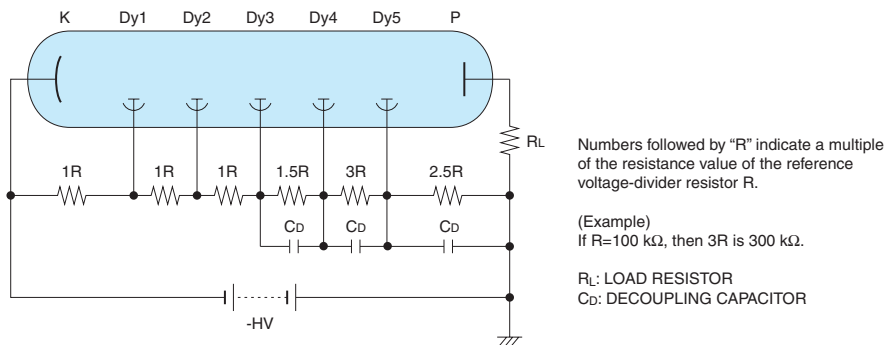 K Dy1 Dy2 Dy3 Dy4 Dy5 P
RL
1R 1R 1R 1.5R 3R 2.5R
CD CD CD
-HV
Numbers followed by “R” indicate a multiple
of the resistance value of the reference
voltage-divider resistor R.
(Example)
If R=100 kΩ, then 3R is 300 kΩ.
RL: LOAD RESISTOR
CD: DECOUPLING CAPACITOR